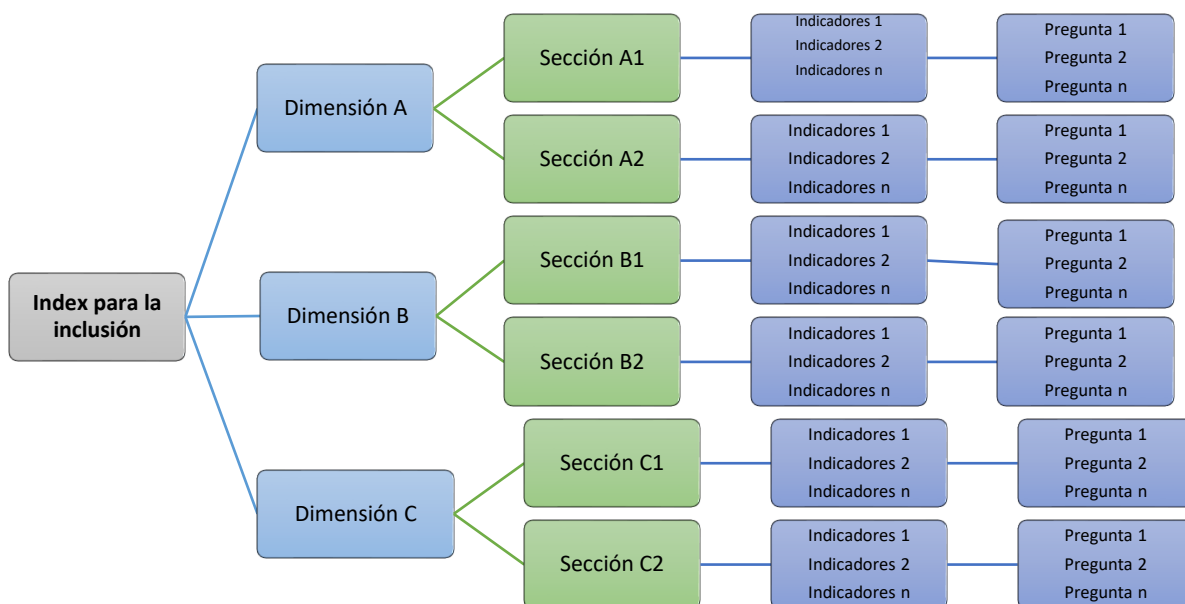 Index para la
inclusión
Dimensión A
Sección A1
Indicadores 1
Indicadores 2
Indicadores n
Pregunta 1
Pregunta 2
Pregunta n
Sección A2
Indicadores 1
Indicadores 2
Indicadores n
Pregunta 1
Pregunta 2
Pregunta n
Dimensión B
Sección B1
Indicadores 1
Indicadores 2
Indicadores n
Pregunta 1
Pregunta 2
Pregunta n
Sección B2
Indicadores 1
Indicadores 2
Indicadores n
Pregunta 1
Pregunta 2
Pregunta n
Dimensión C
Sección C1
Indicadores 1
Indicadores 2
Indicadores n
Pregunta 1
Pregunta 2
Pregunta n
Sección C2
Indicadores 1
Indicadores 2
Indicadores n
Pregunta 1
Pregunta 2
Pregunta n